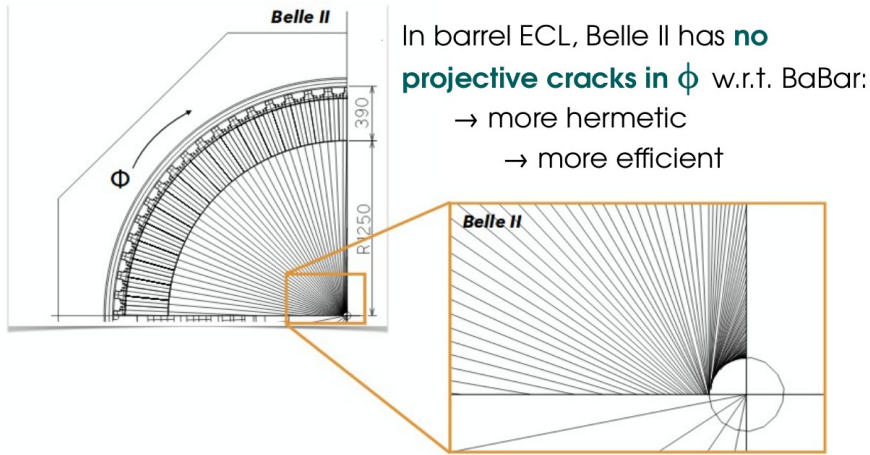 Belle II
In barrel ECL, Belle II has no
projective cracks in ϕ w.r.t. BaBar:
→ more hermetic
→ more efficient
390
Φ
R1250
Belle II